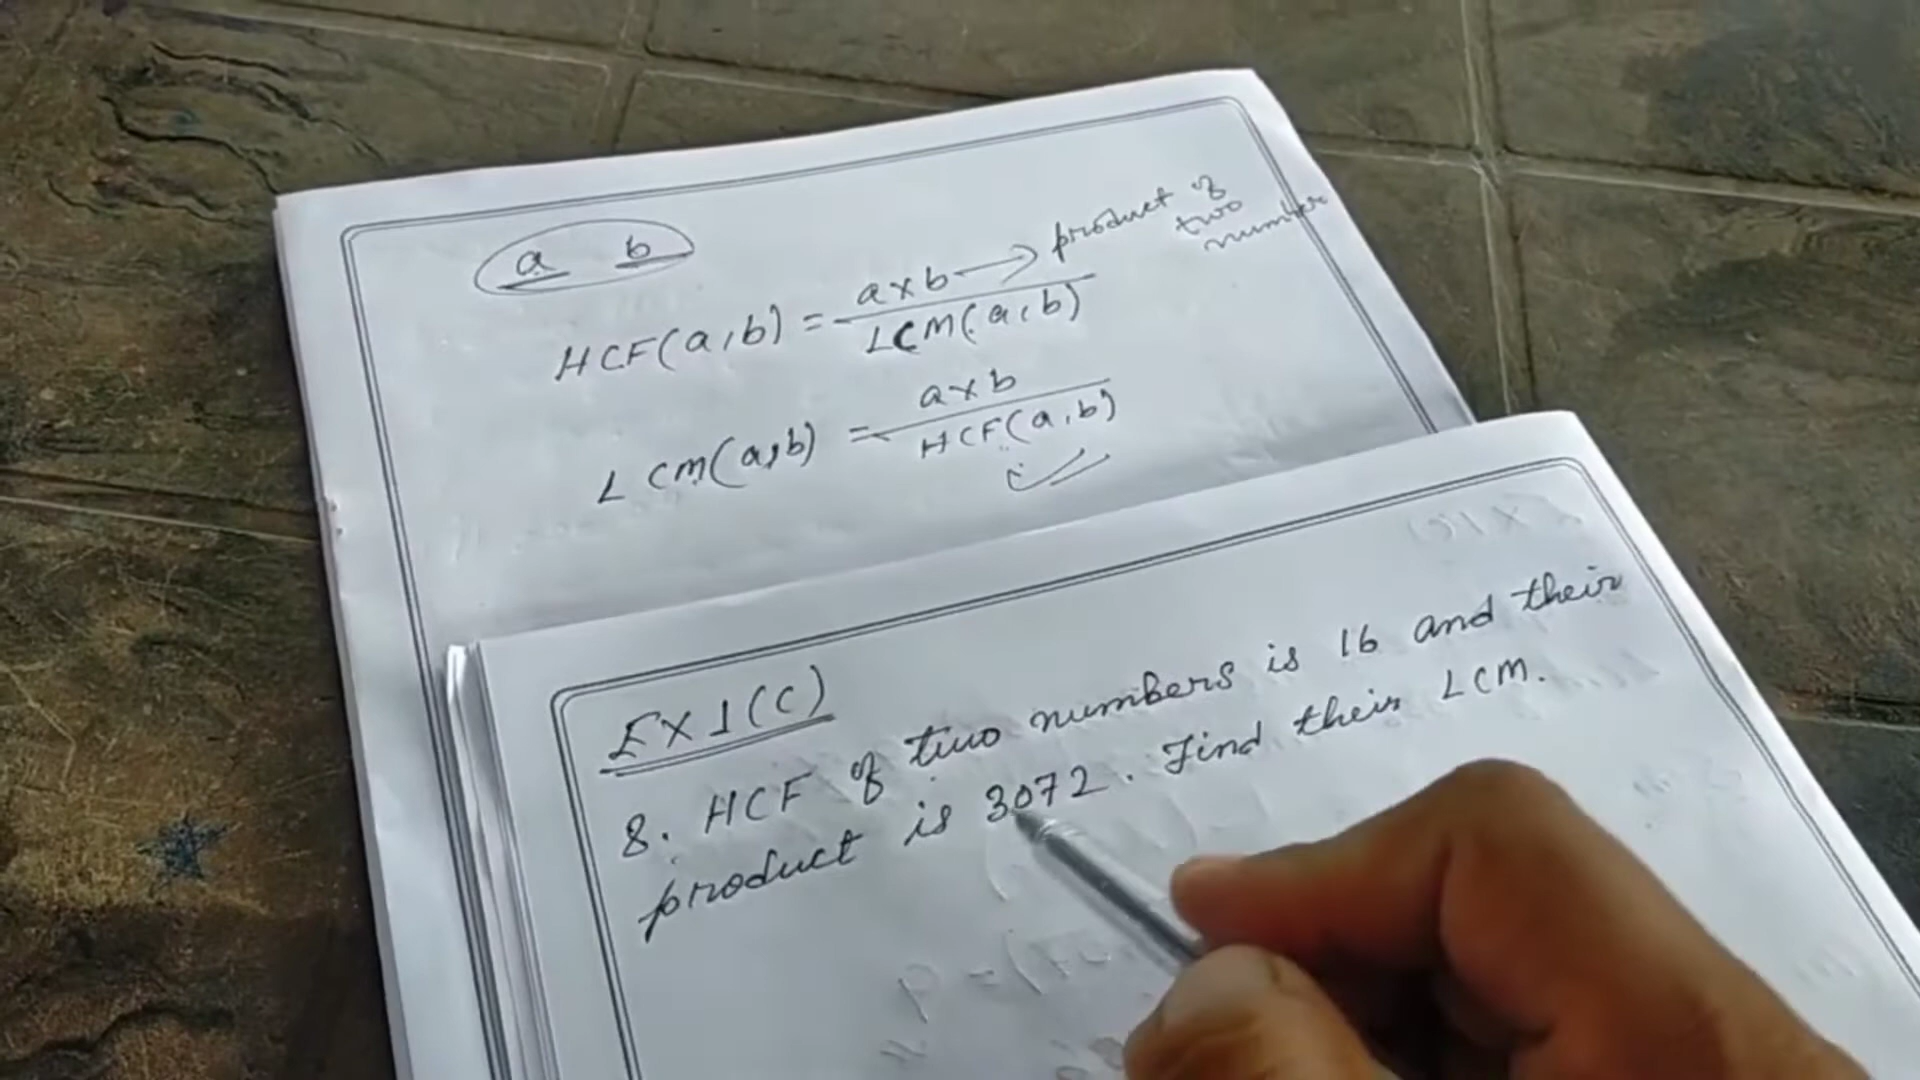 a b
HCF(a,b) = a×b → product of two number
LCM(a,b)
LCM(a,b) = a×b
HCF(a,b)
EX 1(C)
8. HCF of two numbers is 16 and their
product is 3072. Find their LCM.